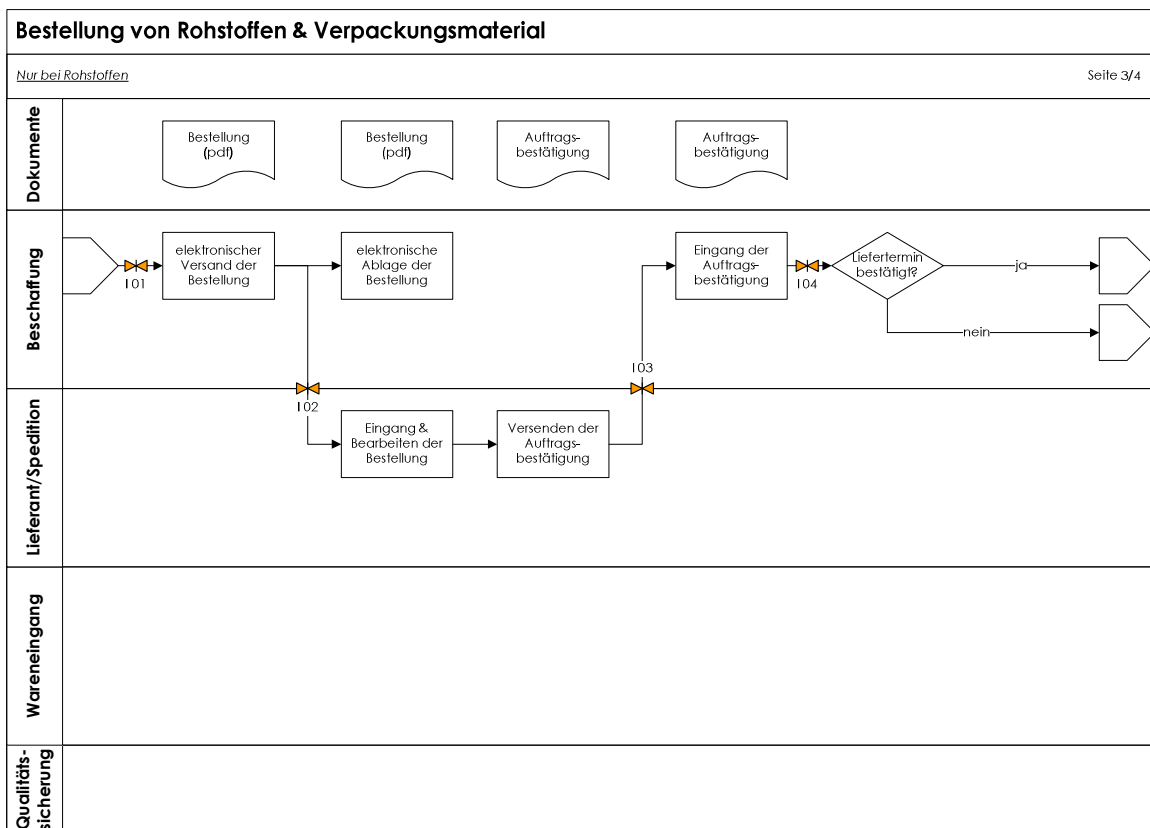 Bestellung von Rohstoffen & Verpackungsmaterial
Nur bei Rohstoffen
Seite 3/4
Dokumente
Bestellung
(pdf)
Bestellung
(pdf)
Auftrags-
bestätigung
Auftrags-
bestätigung
Beschaffung
I01
elektronischer
Versand der
Bestellung
elektronische
Ablage der
Bestellung
Eingang der
Auftrags-
bestätigung
I04
Liefertermin
bestätigt?
ja
nein
I03
I02
Lieferant/Spedition
Eingang &
Bearbeiten der
Bestellung
Versenden der
Auftrags-
bestätigung
Wareneingang
Qualitäts-
sicherung